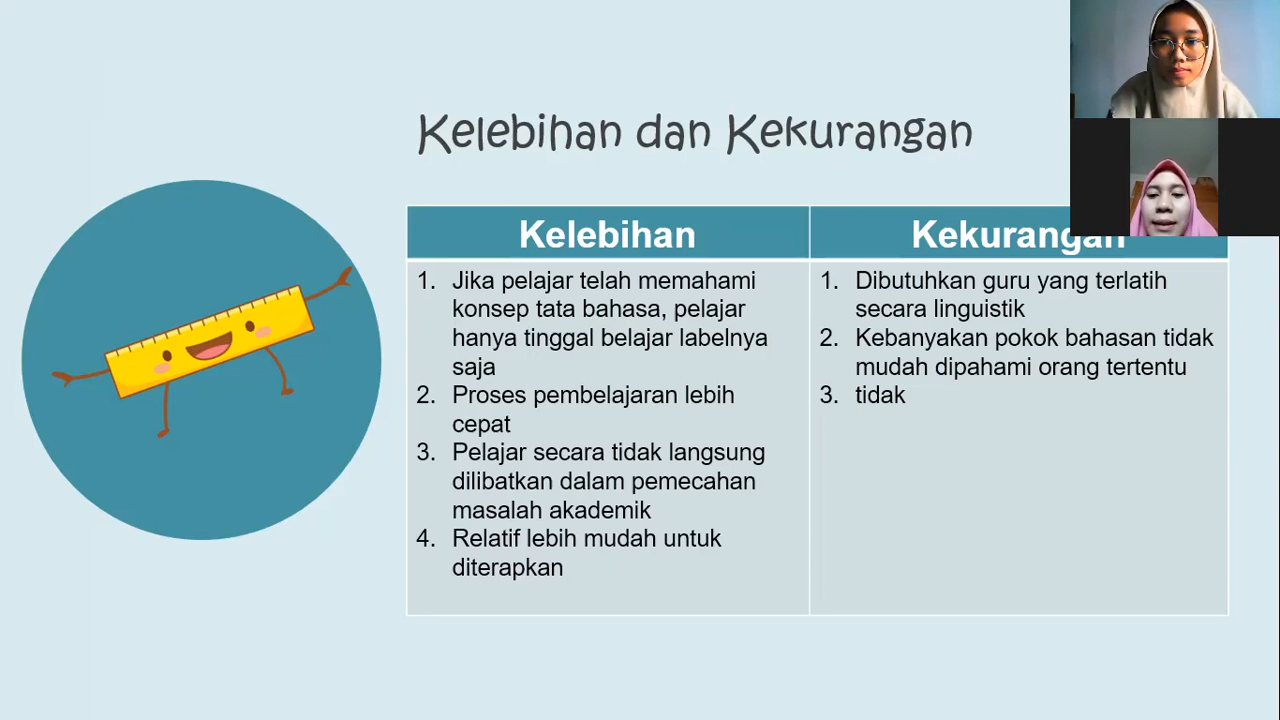 Kelebihan dan Kekurangan
Kelebihan
Kekurangan
1. Jika pelajar telah memahami
konsep tata bahasa, pelajar
hanya tinggal belajar labelnya
saja
2. Proses pembelajaran lebih
cepat
3. Pelajar secara tidak langsung
dilibatkan dalam pemecahan
masalah akademik
4. Relatif lebih mudah untuk
diterapkan
1. Dibutuhkan guru yang terlatih
secara linguistik
2. Kebanyakan pokok bahasan tidak
mudah dipahami orang tertentu
3. tidak